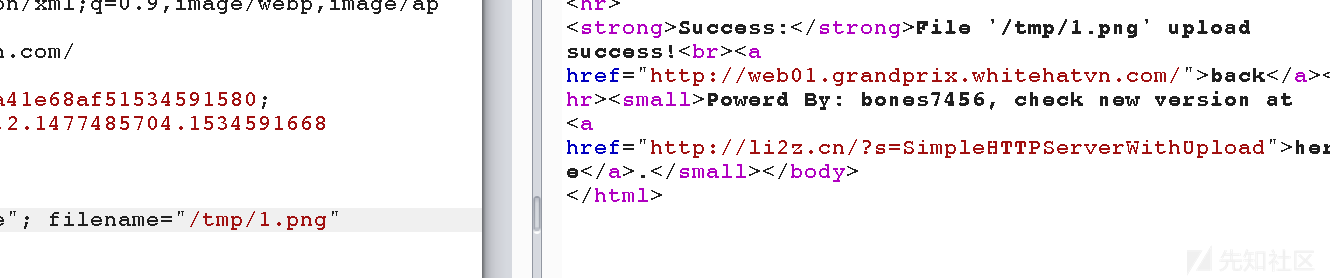 on/xml;q=0.9,image/webp,image/ap
n.com/
a41e68af51534591580;
.2.1477485704.1534591668
e"; filename="/tmp/1.png"
<hr>
<strong>Success:</strong>File '/tmp/1.png' upload
success!<br><a
href="http://web01.grandprix.whitehatvn.com/">back</a><
hr><small>Powerd By: bones7456, check new version at
<a
href="http://li2z.cn/?s=SimpleHTTPServerWithUpload">her
e</a>.</small></body>
</html>
先知社区